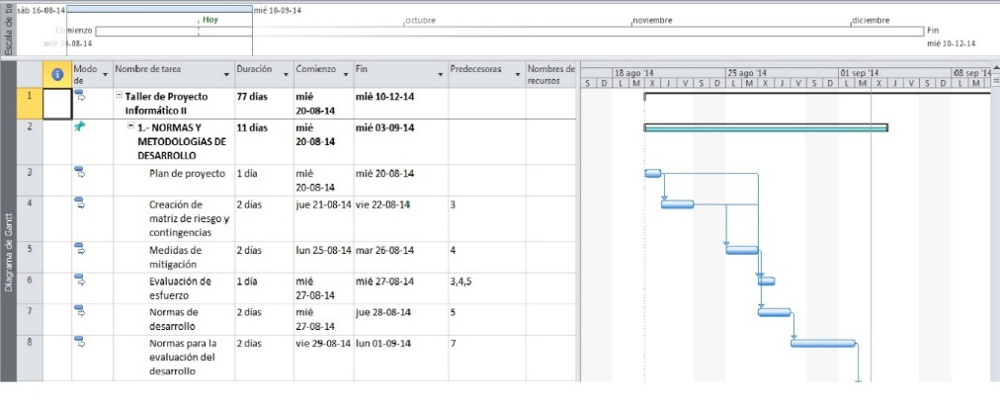 Escala de tie
sáb 16-08-14
mié 10-09-14
Hoy
octubre
noviembre
diciembre
Comienzo
mié 20-08-14
Fin
mié 10-12-14
Diagrama de Gantt
Modo de
Nombre de tarea
Duración
Comienzo
Fin
Predecesoras
Nombres de
recursos
18 ago '14
25 ago '14
01 sep '14
08 sep '14
S D L M X J V S D L M X J V S D L M X J V S D L M
1 Taller de Proyecto 77 días mié mié 10-12-14
Informático II 20-08-14
2 1.- NORMAS Y 11 días mié mié 03-09-14
METODOLOGÍAS DE 20-08-14
DESARROLLO
3 Plan de proyecto 1 día mié mié 20-08-14
20-08-14
4 Creación de 2 días jue 21-08-14 vie 22-08-14 3
matriz de riesgo y
contingencias
5 Medidas de 2 días lun 25-08-14 mar 26-08-14 4
mitigación
6 Evaluación de 1 día mié mié 27-08-14 3,4,5
esfuerzo 27-08-14
7 Normas de 2 días mié jue 28-08-14 5
desarrollo 27-08-14
8 Normas para la 2 días vie 29-08-14 lun 01-09-14 7
evaluación del
desarrollo